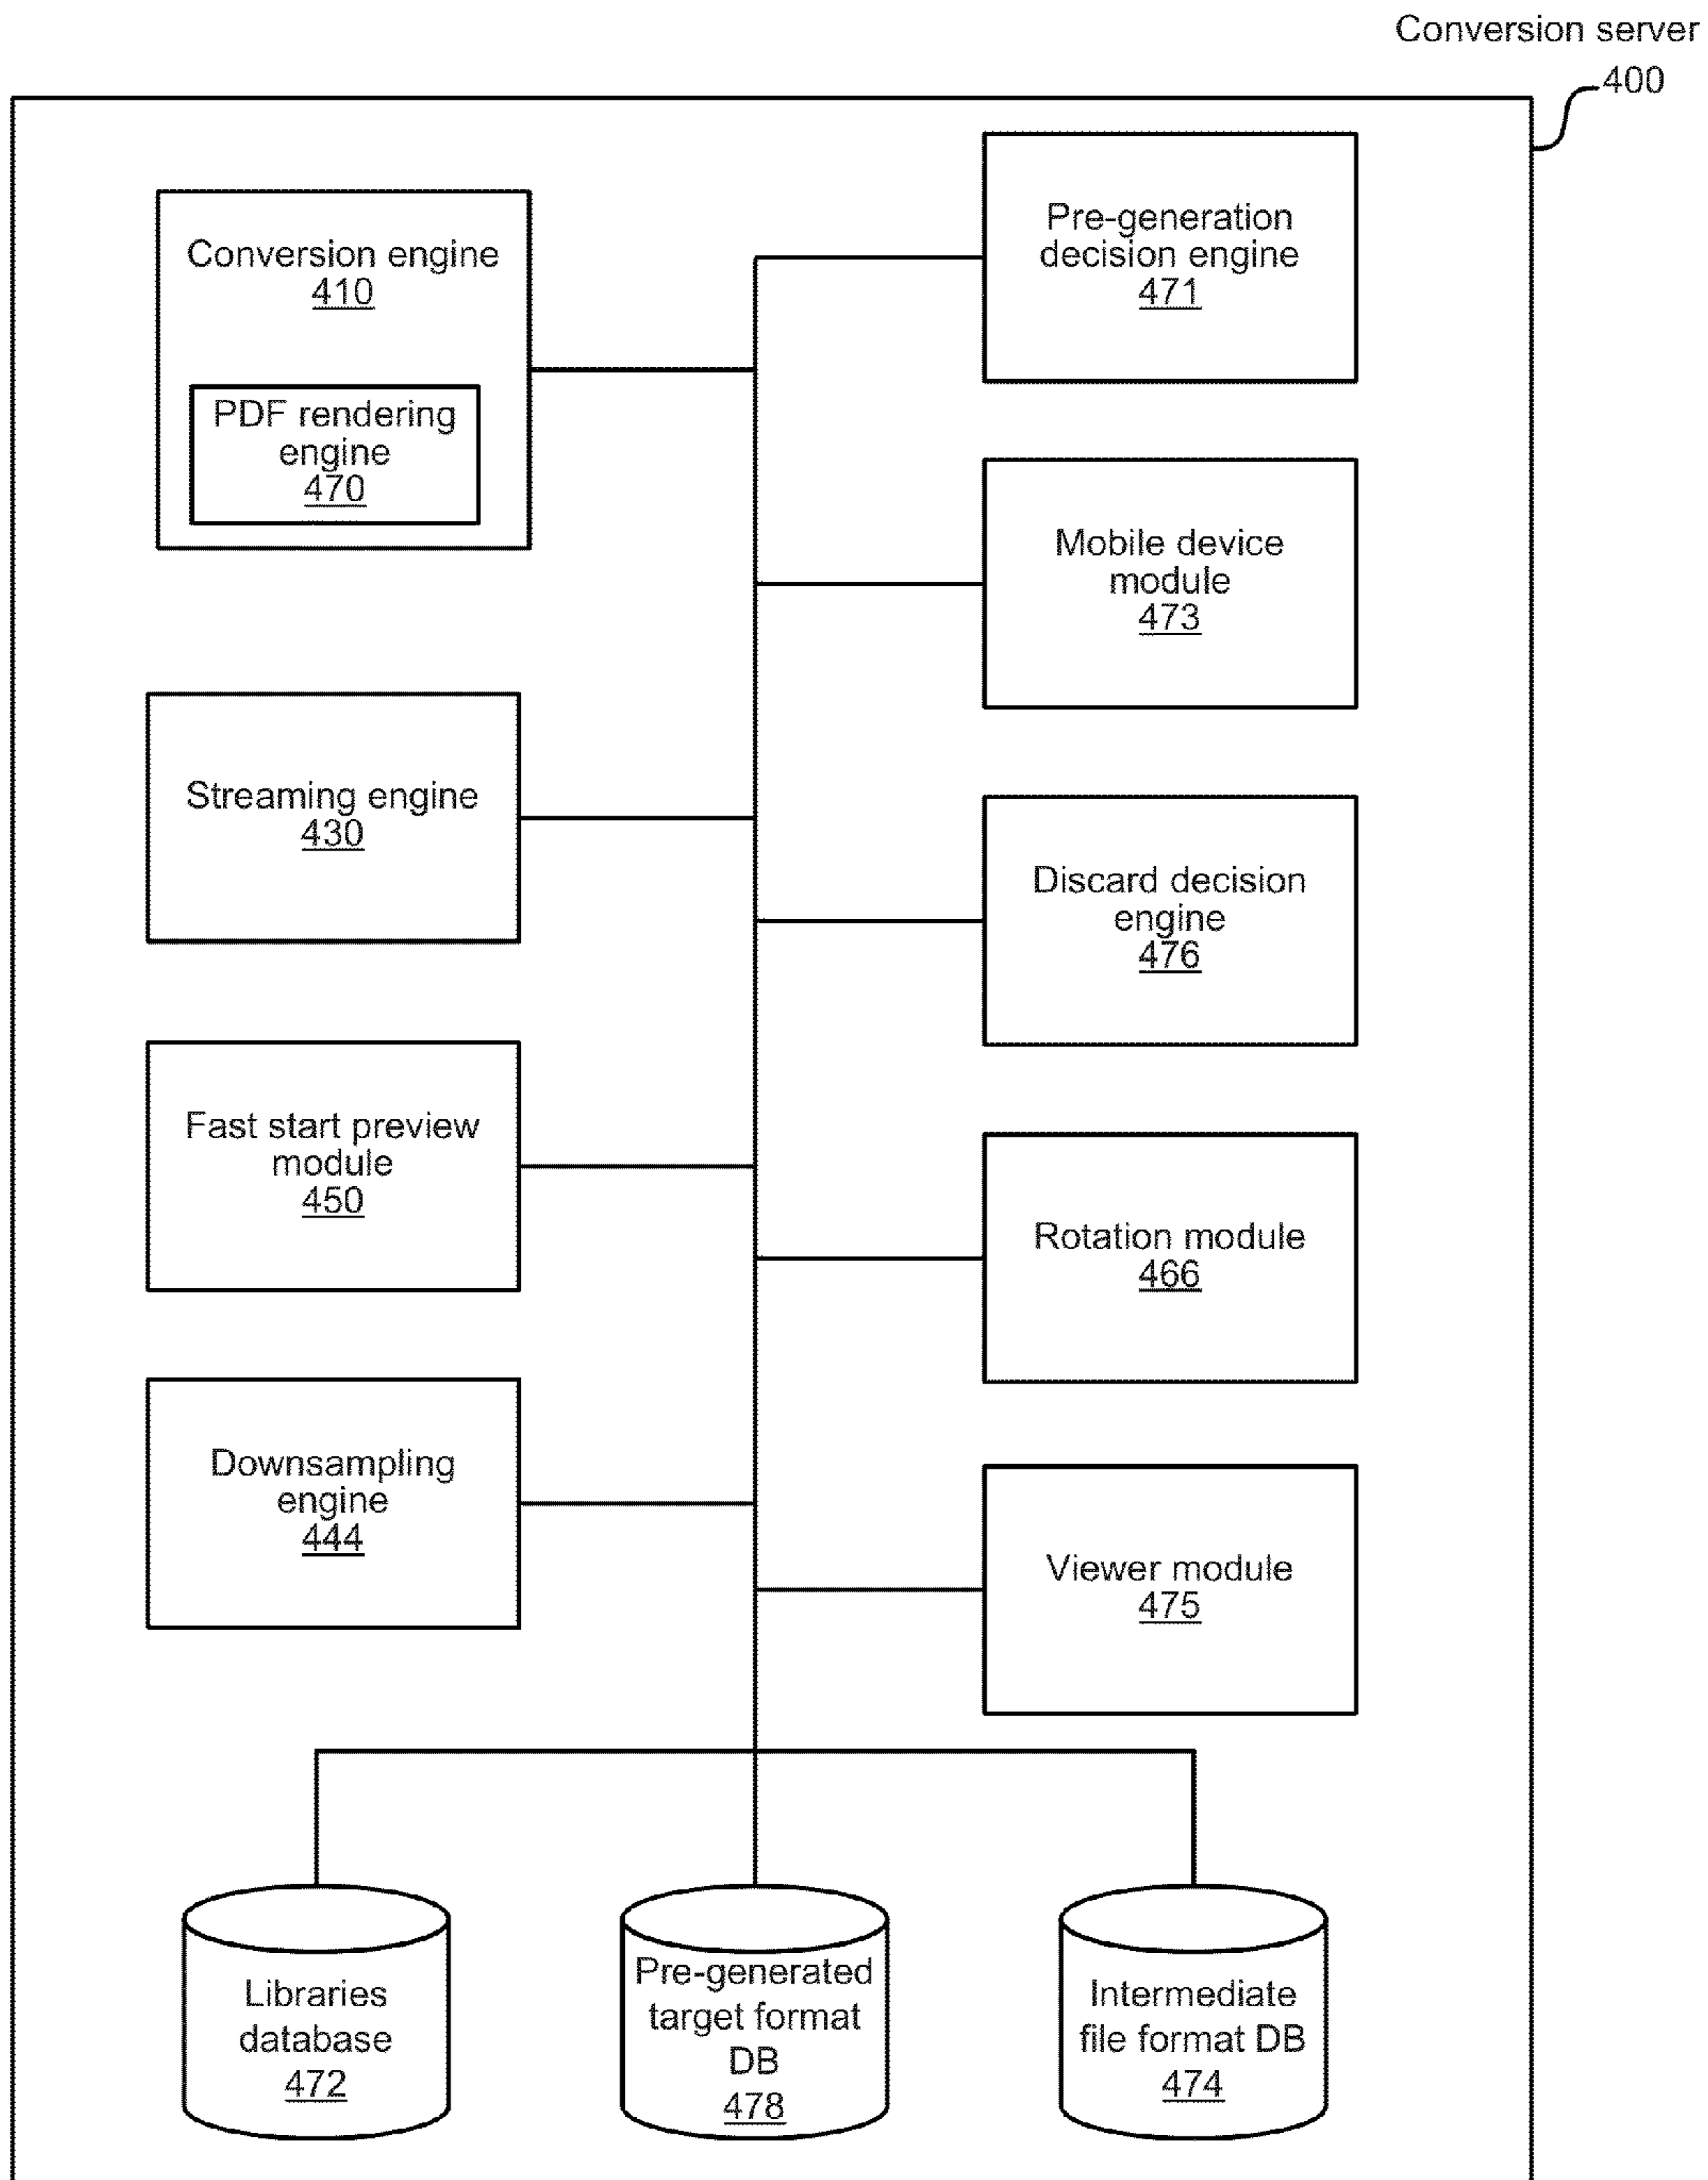 Conversion server
400
Conversion engine
410
PDF rendering
engine
470
Streaming engine
430
Fast start preview
module
450
Downsampling
engine
444
Pre-generation
decision engine
471
Mobile device
module
473
Discard decision
engine
476
Rotation module
466
Viewer module
475
Libraries
database
472
Pre-generated
target format
DB
478
Intermediate
file format DB
474